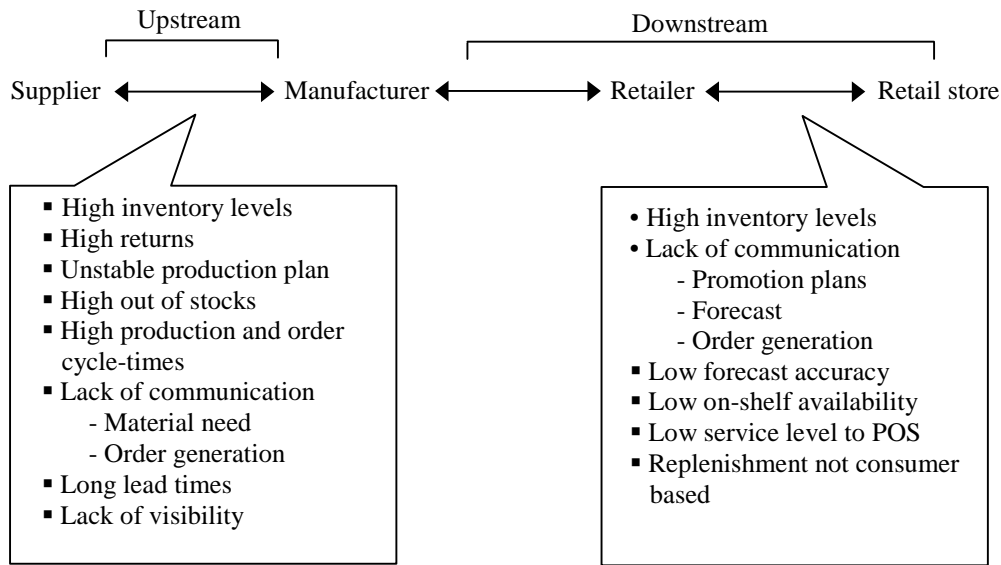 Upstream
Downstream
Supplier
Manufacturer
Retailer
Retail store
▪ High inventory levels
▪ High returns
▪ Unstable production plan
▪ High out of stocks
▪ High production and order
cycle-times
▪ Lack of communication
- Material need
- Order generation
▪ Long lead times
▪ Lack of visibility
• High inventory levels
• Lack of communication
- Promotion plans
- Forecast
- Order generation
▪ Low forecast accuracy
▪ Low on-shelf availability
▪ Low service level to POS
▪ Replenishment not consumer
based